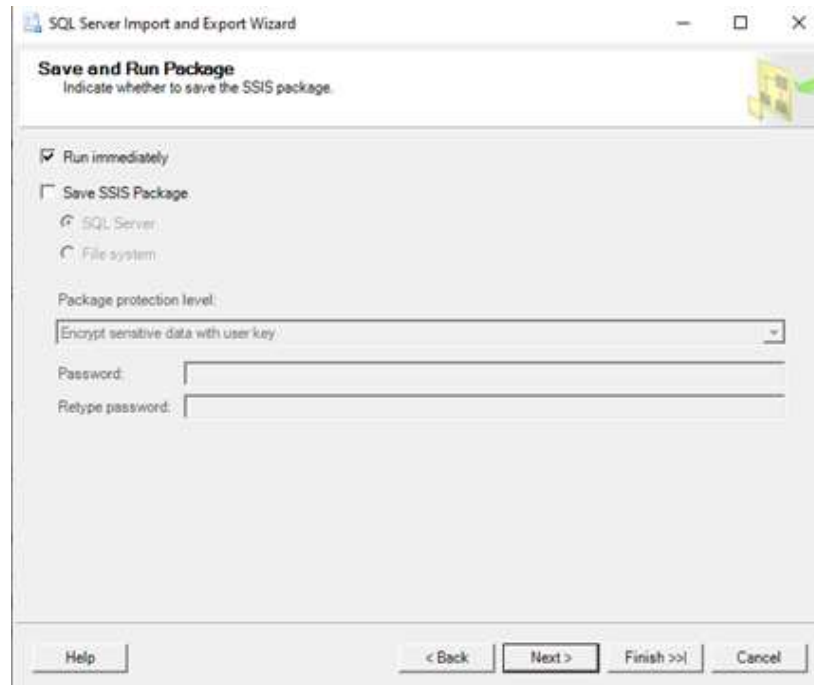 SQL Server Import and Export Wizard
Save and Run Package
Indicate whether to save the SSIS package.
Run immediately
Save SSIS Package
SQL Server
File system
Package protection level:
Encrypt sensitive data with user key
Password:
Retype password:
Help
< Back
Next >
Finish >>|
Cancel